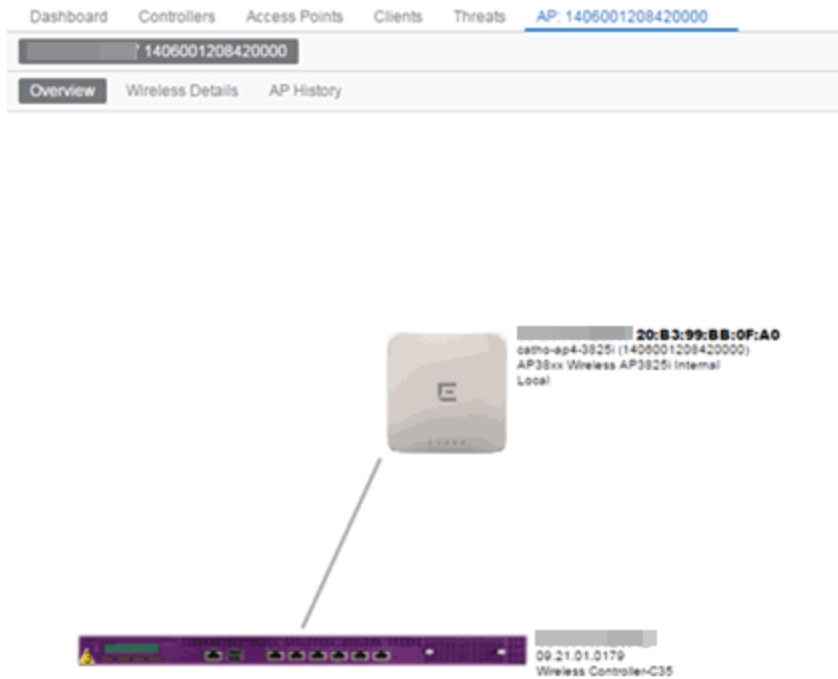 Dashboard Controllers Access Points Clients Threats AP: 1406001208420000
/ 1406001208420000
Overview Wireless Details AP History
20:B3:99:BB:0F:A0
catho-ap4-3825i (1406001208420000)
AP38xx Wireless AP3825i Internal
Local
09.21.01.0179
Wireless Controller-C35